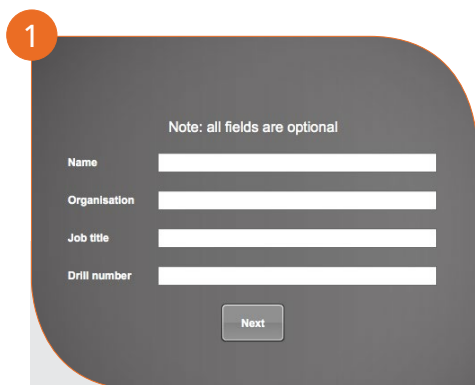 1
Note: all fields are optional
Name
Organisation
Job title
Drill number
Next